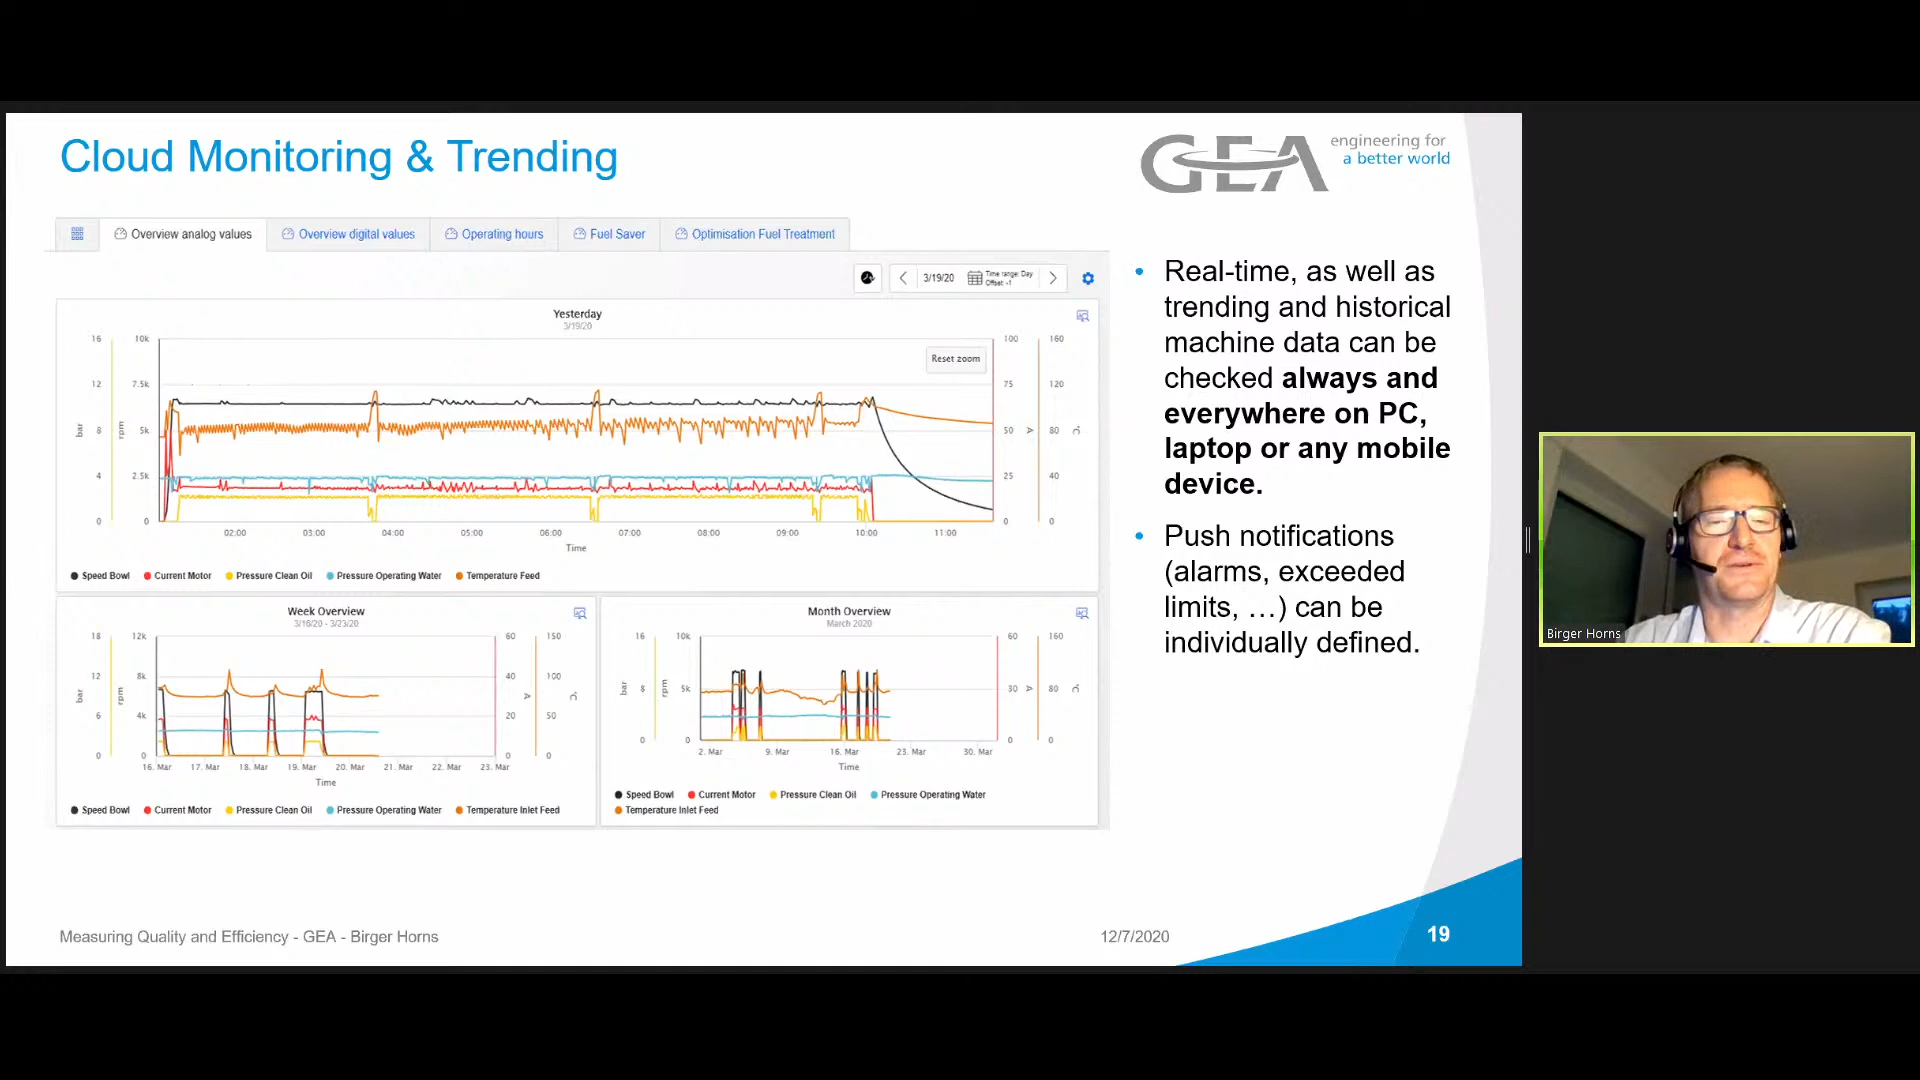 Cloud Monitoring & Trending
GEA engineering for
a better world
Overview analog values
Overview digital values
Operating hours
Fuel Saver
Optimisation Fuel Treatment
3/19/20
Time range: Day
Offset: -1
Yesterday
3/19/20
Reset zoom
16 10k 100 160
12 7.5k 75 120
bar 8 rpm 5k 50 A 80 °C
4 2.5k 25 40
0 0 0 0
02:00 03:00 04:00 05:00 06:00 07:00 08:00 09:00 10:00 11:00
Time
Speed Bowl Current Motor Pressure Clean Oil Pressure Operating Water Temperature Feed
Week Overview
3/16/20 - 3/23/20
18 12k 60 150
12 8k 40 100
bar rpm A °C
6 4k 20 50
0 0 0 0
16. Mar 17. Mar 18. Mar 19. Mar 20. Mar 21. Mar 22. Mar 23. Mar
Time
Speed Bowl Current Motor Pressure Clean Oil Pressure Operating Water Temperature Inlet Feed
Month Overview
March 2020
16 10k 60 160
bar 8 rpm 5k 30 A 80 °C
0 0 0 0
2. Mar 9. Mar 16. Mar 23. Mar 30. Mar
Time
Speed Bowl Current Motor Pressure Clean Oil Pressure Operating Water
Temperature Inlet Feed
• Real-time, as well as
trending and historical
machine data can be
checked always and
everywhere on PC,
laptop or any mobile
device.
• Push notifications
(alarms, exceeded
limits, …) can be
individually defined.
Birger Horns
Measuring Quality and Efficiency - GEA - Birger Horns
12/7/2020
19